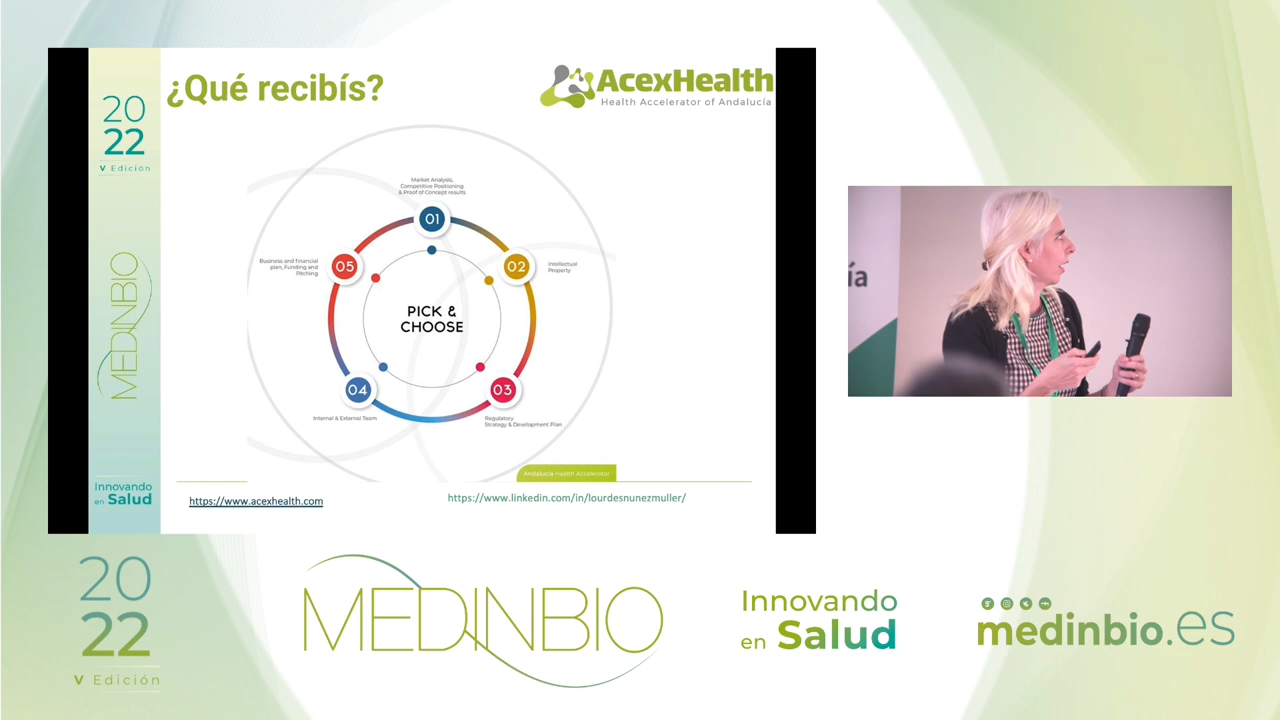 ¿Qué recibís?
AcexHealth
Health Accelerator of Andalucía
20
22
V Edición
MEDINBIO
Innovando
en Salud
Market Analysis,
Competitive Positioning
& Proof of Concept results
01
02
Intellectual
Property
03
Regulatory
Strategy & Development Plan
04
Internal & External Team
05
Business and financial
plan, Funding and
Pitching
PICK &
CHOOSE
Andalucía Health Accelerator
https://www.acexhealth.com
https://www.linkedin.com/in/lourdesnunezmuller/
ía
20
22
V Edición
MEDINBIO
Innovando
en Salud
medinbio.es